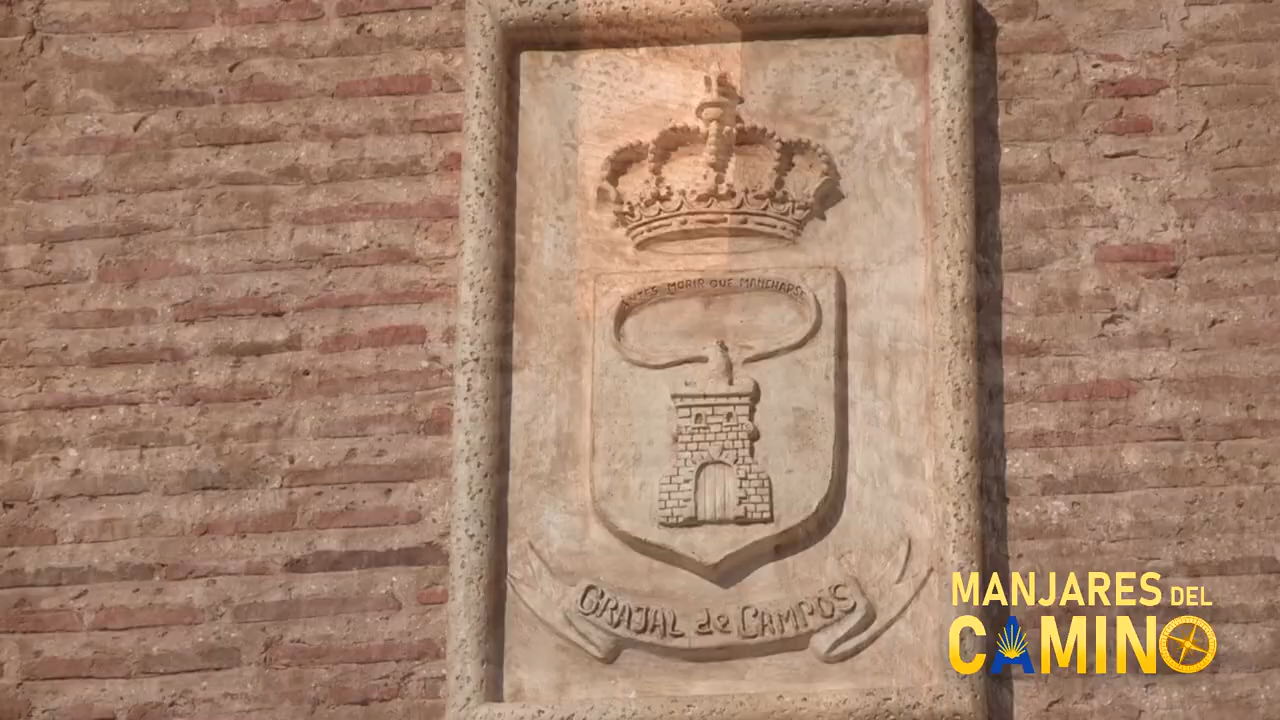 ANTES MORIR QUE MANCHARSE
GRAJAL de CAMPOS
MANJARES DEL
CAMINO